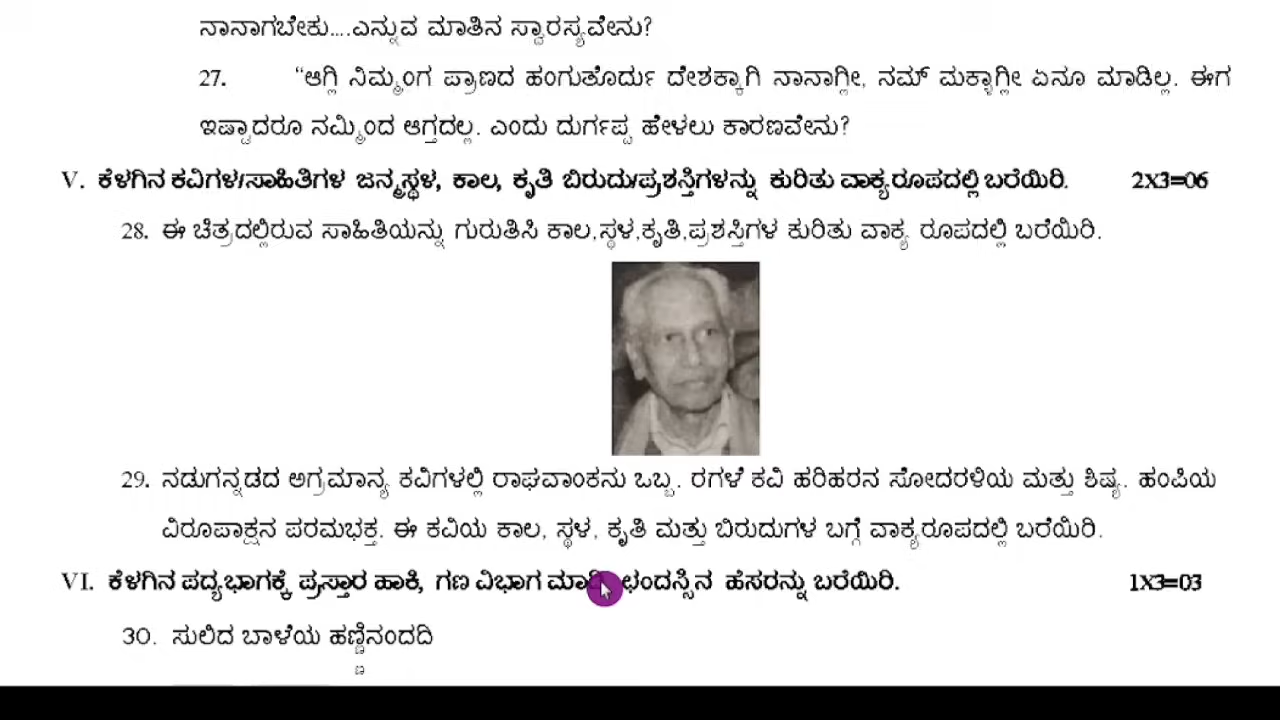 ನಾನಾಗಬೇಕು....ಎನ್ನುವ ಮಾತಿನ ಸ್ವಾರಸ್ಯವೇನು?
27. “ಆಗ್ಲಿ ನಿಮ್ಮಂಗ ಪ್ರಾಣದ ಹಂಗುತೊರ್ದು ದೇಶಕ್ಕಾಗಿ ನಾನಾಗ್ಲೀ, ನಮ್ ಮಕ್ಳಾಗ್ಲೀ ಏನೂ ಮಾಡಿಲ್ಲ. ಈಗ
ಇಷ್ಟಾದರೂ ನಮ್ಮಿಂದ ಆಗ್ತದಲ್ಲ. ಎಂದು ದುರ್ಗಪ್ಪ ಹೇಳಲು ಕಾರಣವೇನು?
V. ಕೆಳಗಿನ ಕವಿಗಳ/ಸಾಹಿತಿಗಳ ಜನ್ಮಸ್ಥಳ, ಕಾಲ, ಕೃತಿ ಬಿರುದು/ಪ್ರಶಸ್ತಿಗಳನ್ನು ಕುರಿತು ವಾಕ್ಯರೂಪದಲ್ಲಿ ಬರೆಯಿರಿ. 2X3=06
28. ಈ ಚಿತ್ರದಲ್ಲಿರುವ ಸಾಹಿತಿಯನ್ನು ಗುರುತಿಸಿ ಕಾಲ,ಸ್ಥಳ,ಕೃತಿ,ಪ್ರಶಸ್ತಿಗಳ ಕುರಿತು ವಾಕ್ಯ ರೂಪದಲ್ಲಿ ಬರೆಯಿರಿ.
29. ನಡುಗನ್ನಡದ ಅಗ್ರಮಾನ್ಯ ಕವಿಗಳಲ್ಲಿ ರಾಘವಾಂಕನು ಒಬ್ಬ. ರಗಳೆ ಕವಿ ಹರಿಹರನ ಸೋದರಳಿಯ ಮತ್ತು ಶಿಷ್ಯ. ಹಂಪಿಯ
ವಿರೂಪಾಕ್ಷನ ಪರಮಭಕ್ತ. ಈ ಕವಿಯ ಕಾಲ, ಸ್ಥಳ, ಕೃತಿ ಮತ್ತು ಬಿರುದುಗಳ ಬಗ್ಗೆ ವಾಕ್ಯರೂಪದಲ್ಲಿ ಬರೆಯಿರಿ.
VI. ಕೆಳಗಿನ ಪದ್ಯಭಾಗಕ್ಕೆ ಪ್ರಸ್ತಾರ ಹಾಕಿ, ಗಣ ವಿಭಾಗ ಮಾಡಿ ಛಂದಸ್ಸಿನ ಹೆಸರನ್ನು ಬರೆಯಿರಿ. 1X3=03
30. ಸುಲಿದ ಬಾಳೆಯ ಹಣ್ಣಿನಂದದಿ